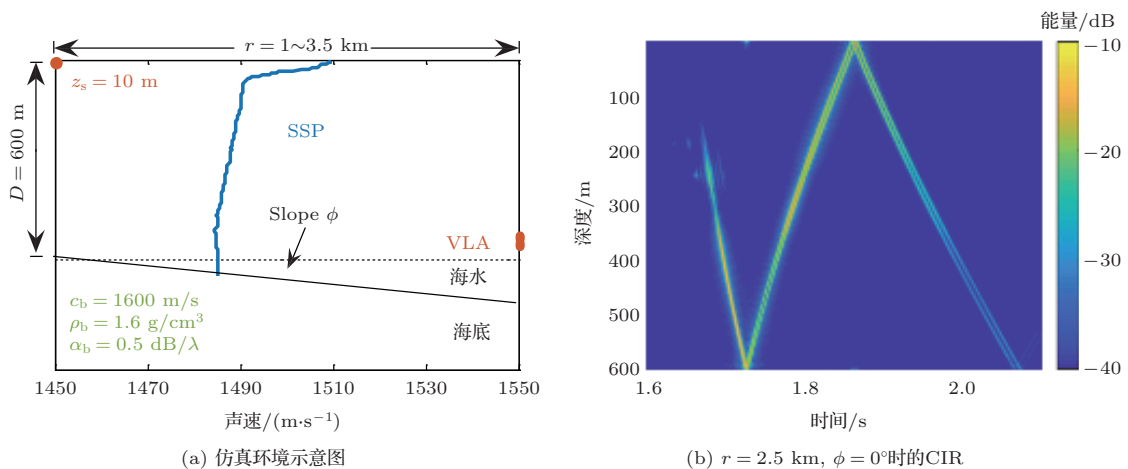 r = 1~3.5 km
z_s = 10 m
D = 600 m
SSP
Slope ϕ
VLA
海水
c_b = 1600 m/s
ρ_b = 1.6 g/cm³
α_b = 0.5 dB/λ
海底
1450 1470 1490 1510 1530 1550
声速/(m·s⁻¹)
(a) 仿真环境示意图
能量/dB
-10
-20
-30
-40
100
200
300
400
500
600
深度/m
1.6 1.8 2.0
时间/s
(b) r = 2.5 km, ϕ = 0°时的CIR